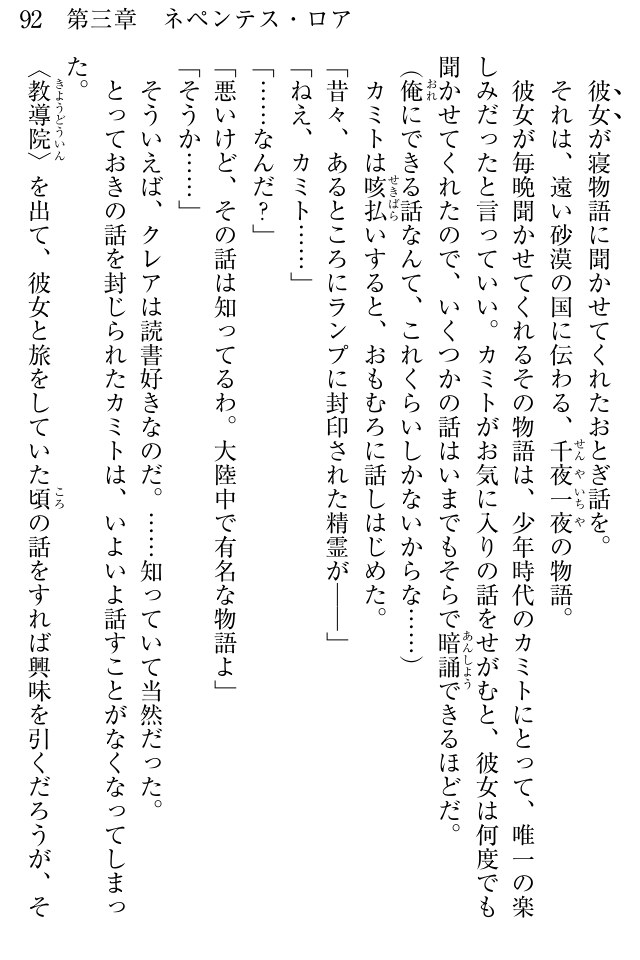 92 第三章 ネペンテス・ロア
彼女が寝物語に聞かせてくれたおとぎ話を。
それは、遠い砂漠の国に伝わる、千夜一夜の物語。
彼女が毎晩聞かせてくれるその物語は、少年時代のカミトにとって、唯一の楽
しみだったと言っていい。カミトがお気に入りの話をせがむと、彼女は何度でも
聞かせてくれたので、いくつかの話はいまでもそらで暗誦できるほどだ。
（俺にできる話なんて、これくらいしかないからな……）
カミトは咳払いすると、おもむろに話しはじめた。
「昔々、あるところにランプに封印された精霊が――」
「ねえ、カミト……」
「……なんだ？」
「悪いけど、その話は知ってるわ。大陸中で有名な物語よ」
「そうか……」
そういえば、クレアは読書好きなのだ。……知っていて当然だった。
とっておきの話を封じられたカミトは、いよいよ話すことがなくなってしまっ
た。
〈教導院〉を出て、彼女と旅をしていた頃の話をすれば興味を引くだろうが、そ